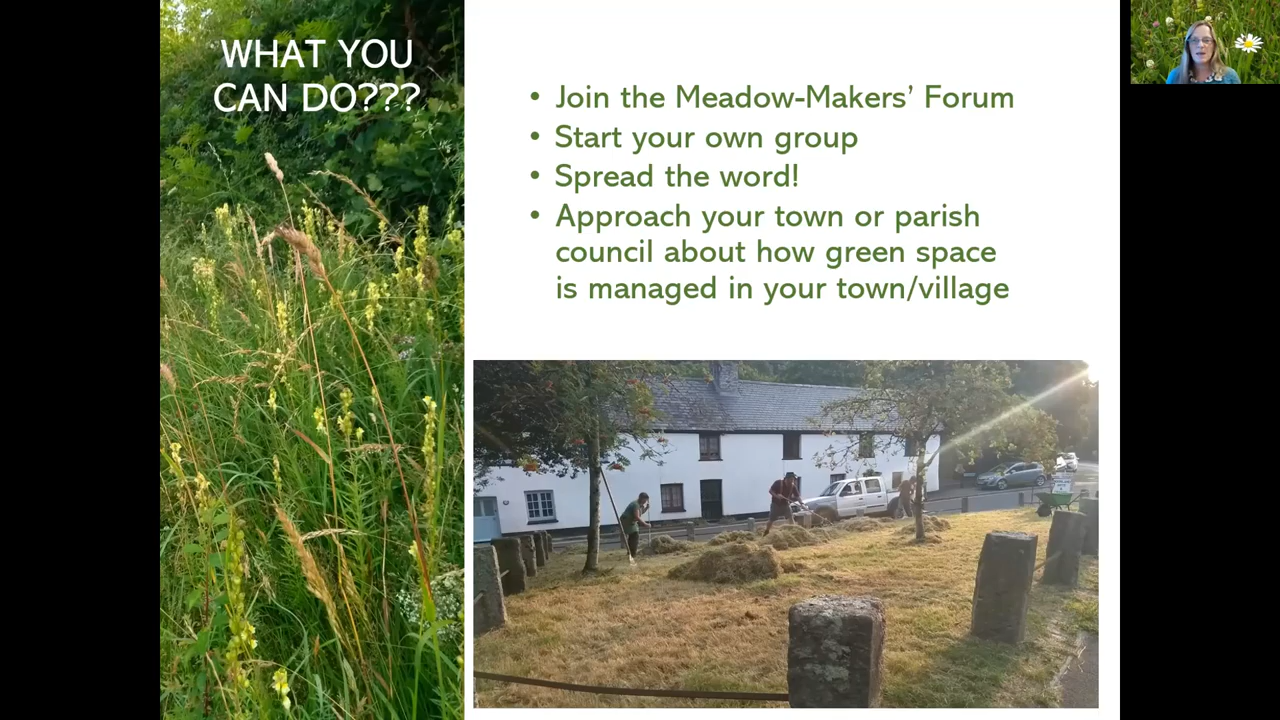 WHAT YOU
CAN DO???
• Join the Meadow-Makers’ Forum
• Start your own group
• Spread the word!
• Approach your town or parish
council about how green space
is managed in your town/village